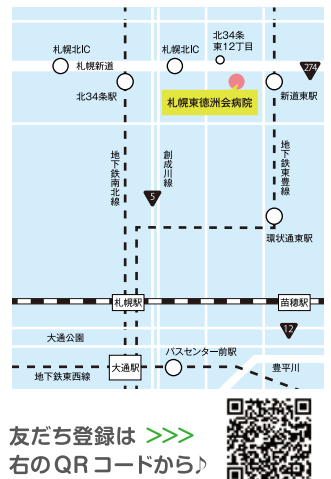 北34条
東12丁目
札幌北IC
札幌北IC
札幌新道
274
北34条駅
新道東駅
札幌東徳洲会病院
地下鉄南北線
創成川線
地下鉄東豊線
5
環状通東駅
札幌駅
苗穂駅
12
大通公園
バスセンター前駅
大通駅
豊平川
地下鉄東西線
友だち登録は >>>
右のQRコードから♪